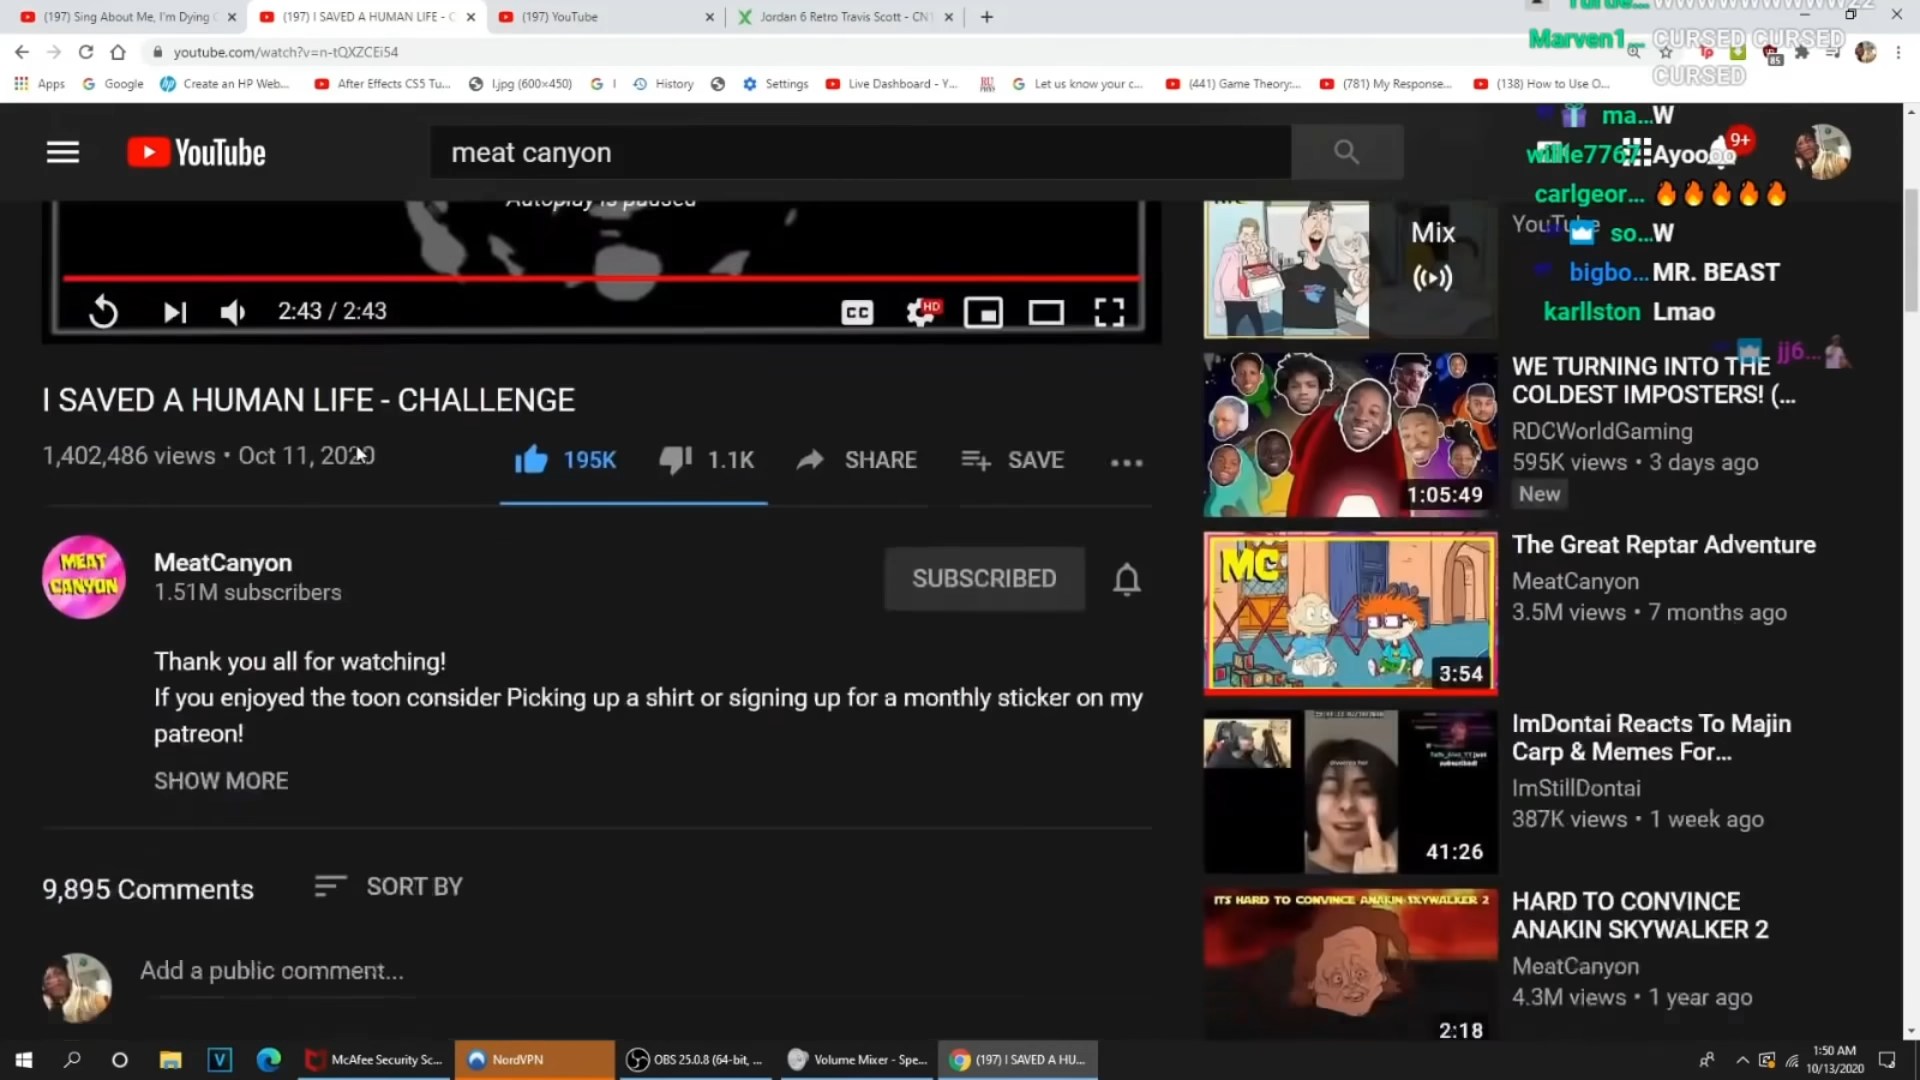 (197) Sing About Me, I'm Dying
(197) I SAVED A HUMAN LIFE - C
(197) YouTube
Jordan 6 Retro Travis Scott - CN1
youtube.com/watch?v=n-tQXZCEi54
Apps
Google
Create an HP Web...
After Effects CS5 Tu...
l.jpg (600×450)
History
Settings
Live Dashboard - Y...
Let us know your c...
(441) Game Theory:...
(781) My Response...
(138) How to Use O...
Marven1... CURSED CURSED
CURSED
85
YouTube
meat canyon
9+
ma...W
willie7767 Ayoooo
carlgeor... 🔥🔥🔥🔥🔥
so...W
bigbo... MR. BEAST
karllston Lmao
jj6...
Autoplay is paused
2:43 / 2:43
CC
HD
I SAVED A HUMAN LIFE - CHALLENGE
1,402,486 views • Oct 11, 2020
195K
1.1K
SHARE
SAVE
MEAT
CANYON
MeatCanyon
1.51M subscribers
SUBSCRIBED
Thank you all for watching!
If you enjoyed the toon consider Picking up a shirt or signing up for a monthly sticker on my
patreon!
SHOW MORE
9,895 Comments
SORT BY
Add a public comment...
Mix
YouTube
1:05:49
WE TURNING INTO THE
COLDEST IMPOSTERS! (...
RDCWorldGaming
595K views • 3 days ago
New
MC
3:54
The Great Reptar Adventure
MeatCanyon
3.5M views • 7 months ago
41:26
ImDontai Reacts To Majin
Carp & Memes For...
ImStillDontai
387K views • 1 week ago
ITS HARD TO CONVINCE ANAKIN SKYWALKER 2
2:18
HARD TO CONVINCE
ANAKIN SKYWALKER 2
MeatCanyon
4.3M views • 1 year ago
McAfee Security Sc...
NordVPN
OBS 25.0.8 (64-bit, ...
Volume Mixer - Spe...
(197) I SAVED A HU...
1:50 AM
10/13/2020